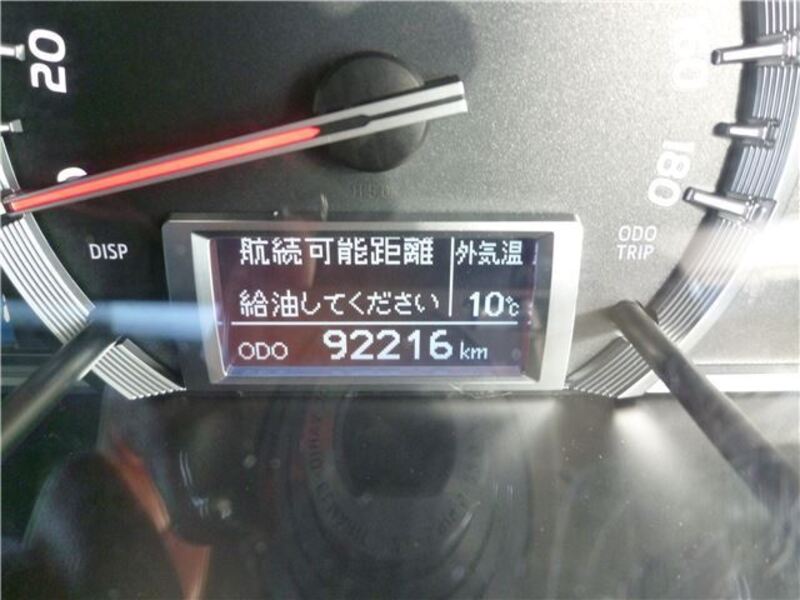 20
0
180
DISP
ODO
TRIP
航続可能距離 外気温
給油してください 10℃
ODO 92216 km